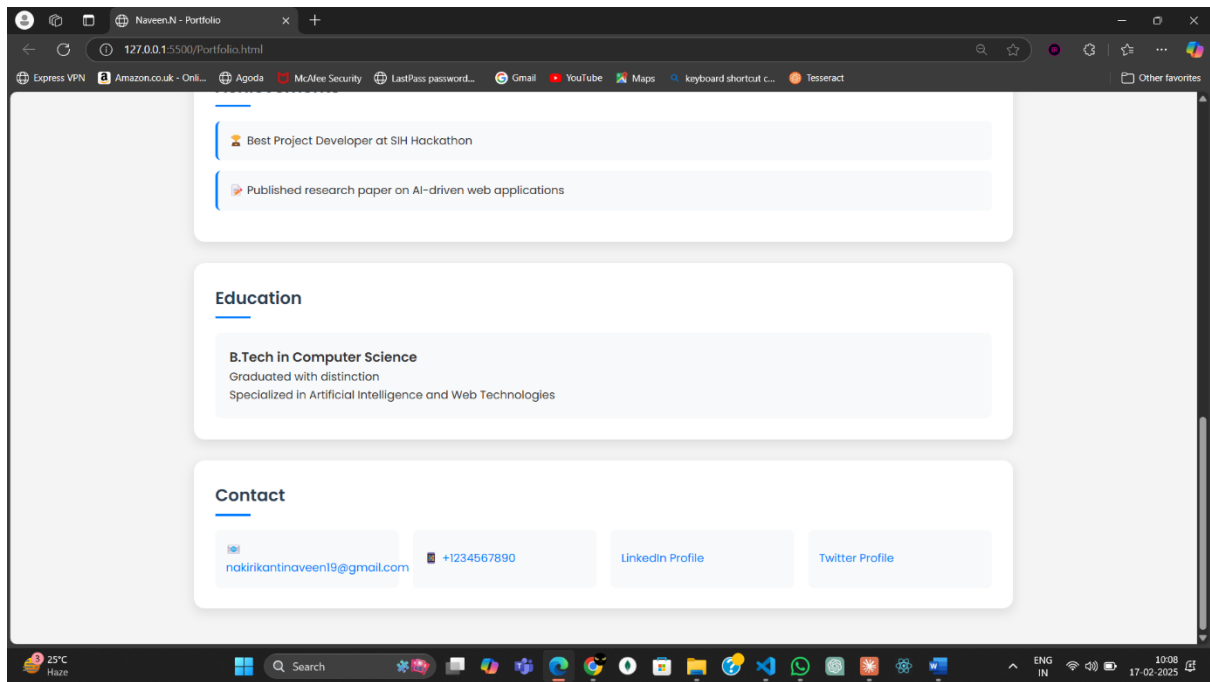 Naveen.N - Portfolio
127.0.0.1:5500/Portfolio.html
Express VPN
Amazon.co.uk - Onli...
Agoda
McAfee Security
LastPass password...
Gmail
YouTube
Maps
keyboard shortcut c...
Tesseract
Other favorites
Best Project Developer at SIH Hackathon
Published research paper on AI-driven web applications
Education
B.Tech in Computer Science
Graduated with distinction
Specialized in Artificial Intelligence and Web Technologies
Contact
nakirikantinaveen19@gmail.com
+1234567890
LinkedIn Profile
Twitter Profile
3
25°C
Haze
Search
ENG
IN
10:08
17-02-2025